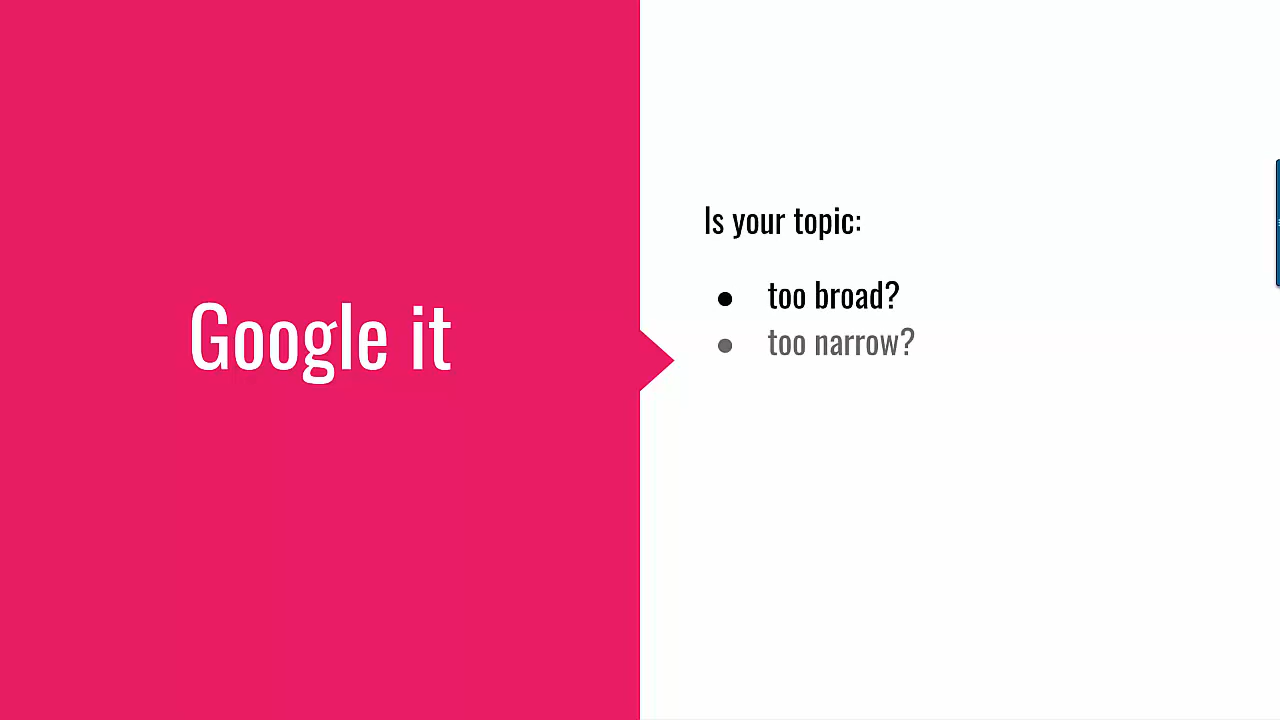 Google it
Is your topic:
● too broad?
● too narrow?